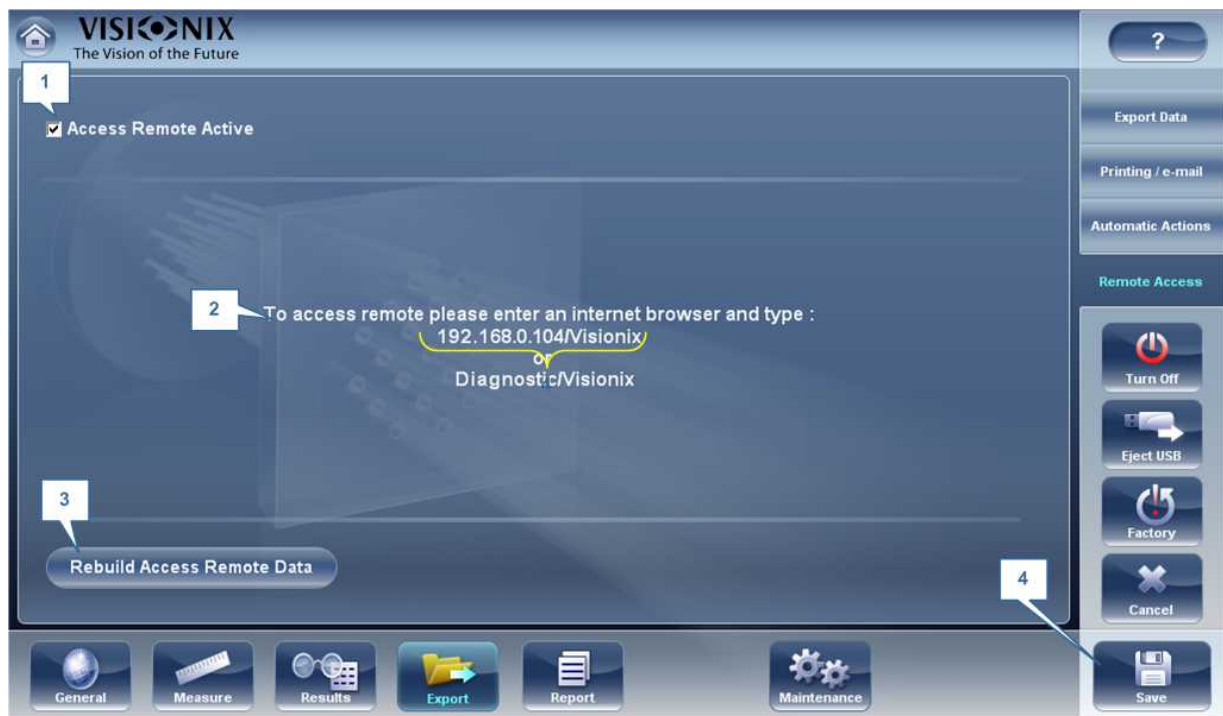 VISIONIX
The Vision of the Future
?
1
Access Remote Active
Export Data
Printing / e-mail
Automatic Actions
Remote Access
2
To access remote please enter an internet browser and type :
192.168.0.104/Visionix
or
Diagnostic/Visionix
Turn Off
Eject USB
3
Factory
Rebuild Access Remote Data
4
Cancel
General
Measure
Results
Export
Report
Maintenance
Save